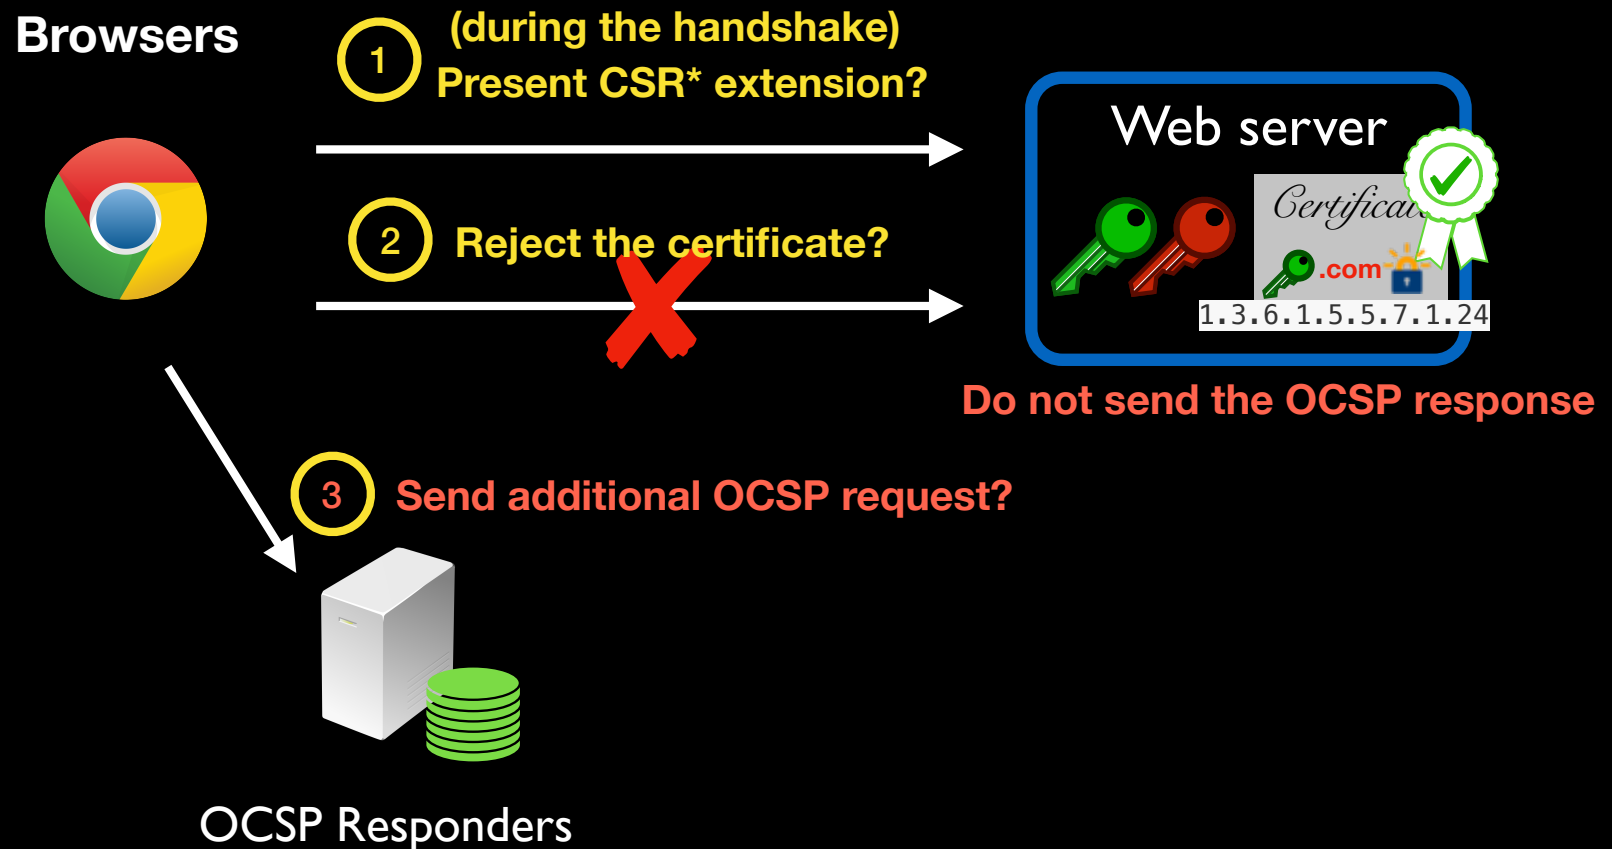 Browsers
1
(during the handshake)
Present CSR* extension?
Web server
2
Reject the certificate?
.com
1.3.6.1.5.5.7.1.24
Do not send the OCSP response
3
Send additional OCSP request?
OCSP Responders